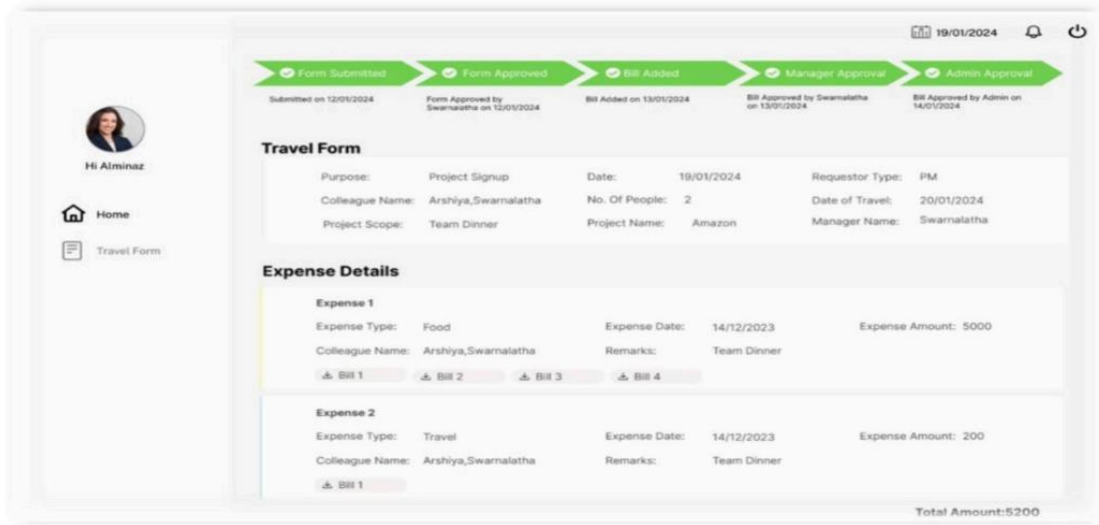 19/01/2024
Form Submitted Form Approved Bill Added Manager Approval Admin Approval
Submitted on 12/01/2024 Form Approved by Bill Added on 13/01/2024 Bill Approved by Swarnalatha Bill Approved by Admin on
Swarnalatha on 12/01/2024 on 13/01/2024 14/01/2024
Hi Alminaz
Home
Travel Form
Travel Form
Purpose: Project Signup Date: 19/01/2024 Requestor Type: PM
Colleague Name: Arshiya,Swarnalatha No. Of People: 2 Date of Travel: 20/01/2024
Project Scope: Team Dinner Project Name: Amazon Manager Name: Swarnalatha
Expense Details
Expense 1
Expense Type: Food Expense Date: 14/12/2023 Expense Amount: 5000
Colleague Name: Arshiya,Swarnalatha Remarks: Team Dinner
Bill 1 Bill 2 Bill 3 Bill 4
Expense 2
Expense Type: Travel Expense Date: 14/12/2023 Expense Amount: 200
Colleague Name: Arshiya,Swarnalatha Remarks: Team Dinner
Bill 1
Total Amount:5200